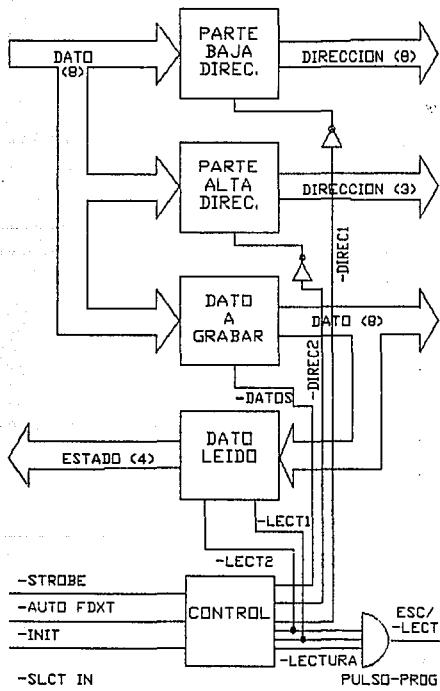 PARTE
BAJA
DIREC.
DATO
(8)
DIRECCION (8)
PARTE
ALTA
DIREC.
DIRECCION (3)
-DIREC1
DATO
A
GRABAR
DATO (8)
-DIREC2
-DATOS
DATO
LEIDO
ESTADO (4)
-LECT1
-LECT2
-STROBE
-AUTO FDXT
-INIT
-SLCT IN
CONTROL
-LECTURA
ESC/
-LECT
PULSO-PROG